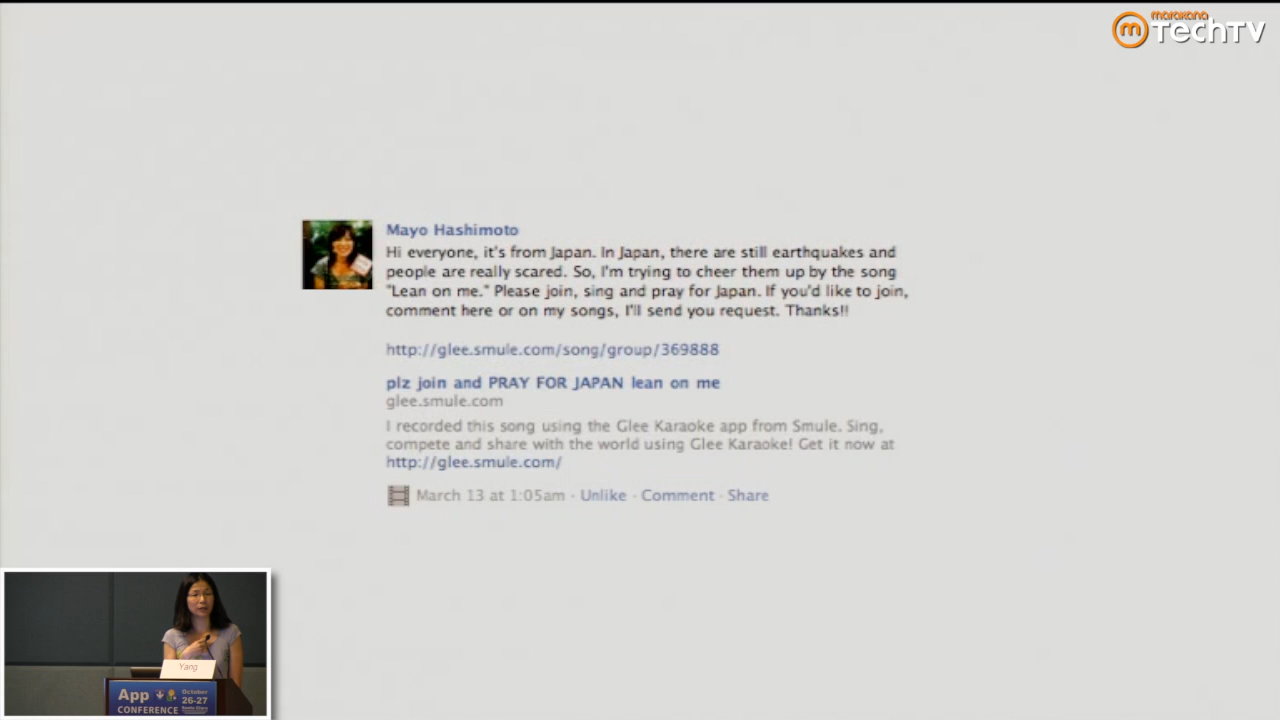 marakana
m TechTV
Mayo Hashimoto
Hi everyone, it's from Japan. In Japan, there are still earthquakes and
people are really scared. So, I'm trying to cheer them up by the song
"Lean on me." Please join, sing and pray for Japan. If you'd like to join,
comment here or on my songs, I'll send you request. Thanks!!
http://glee.smule.com/song/group/369888
plz join and PRAY FOR JAPAN lean on me
glee.smule.com
I recorded this song using the Glee Karaoke app from Smule. Sing,
compete and share with the world using Glee Karaoke! Get it now at
http://glee.smule.com/
March 13 at 1:05am · Unlike · Comment · Share
Yang
App
CONFERENCE
October
26-27
Santa Clara